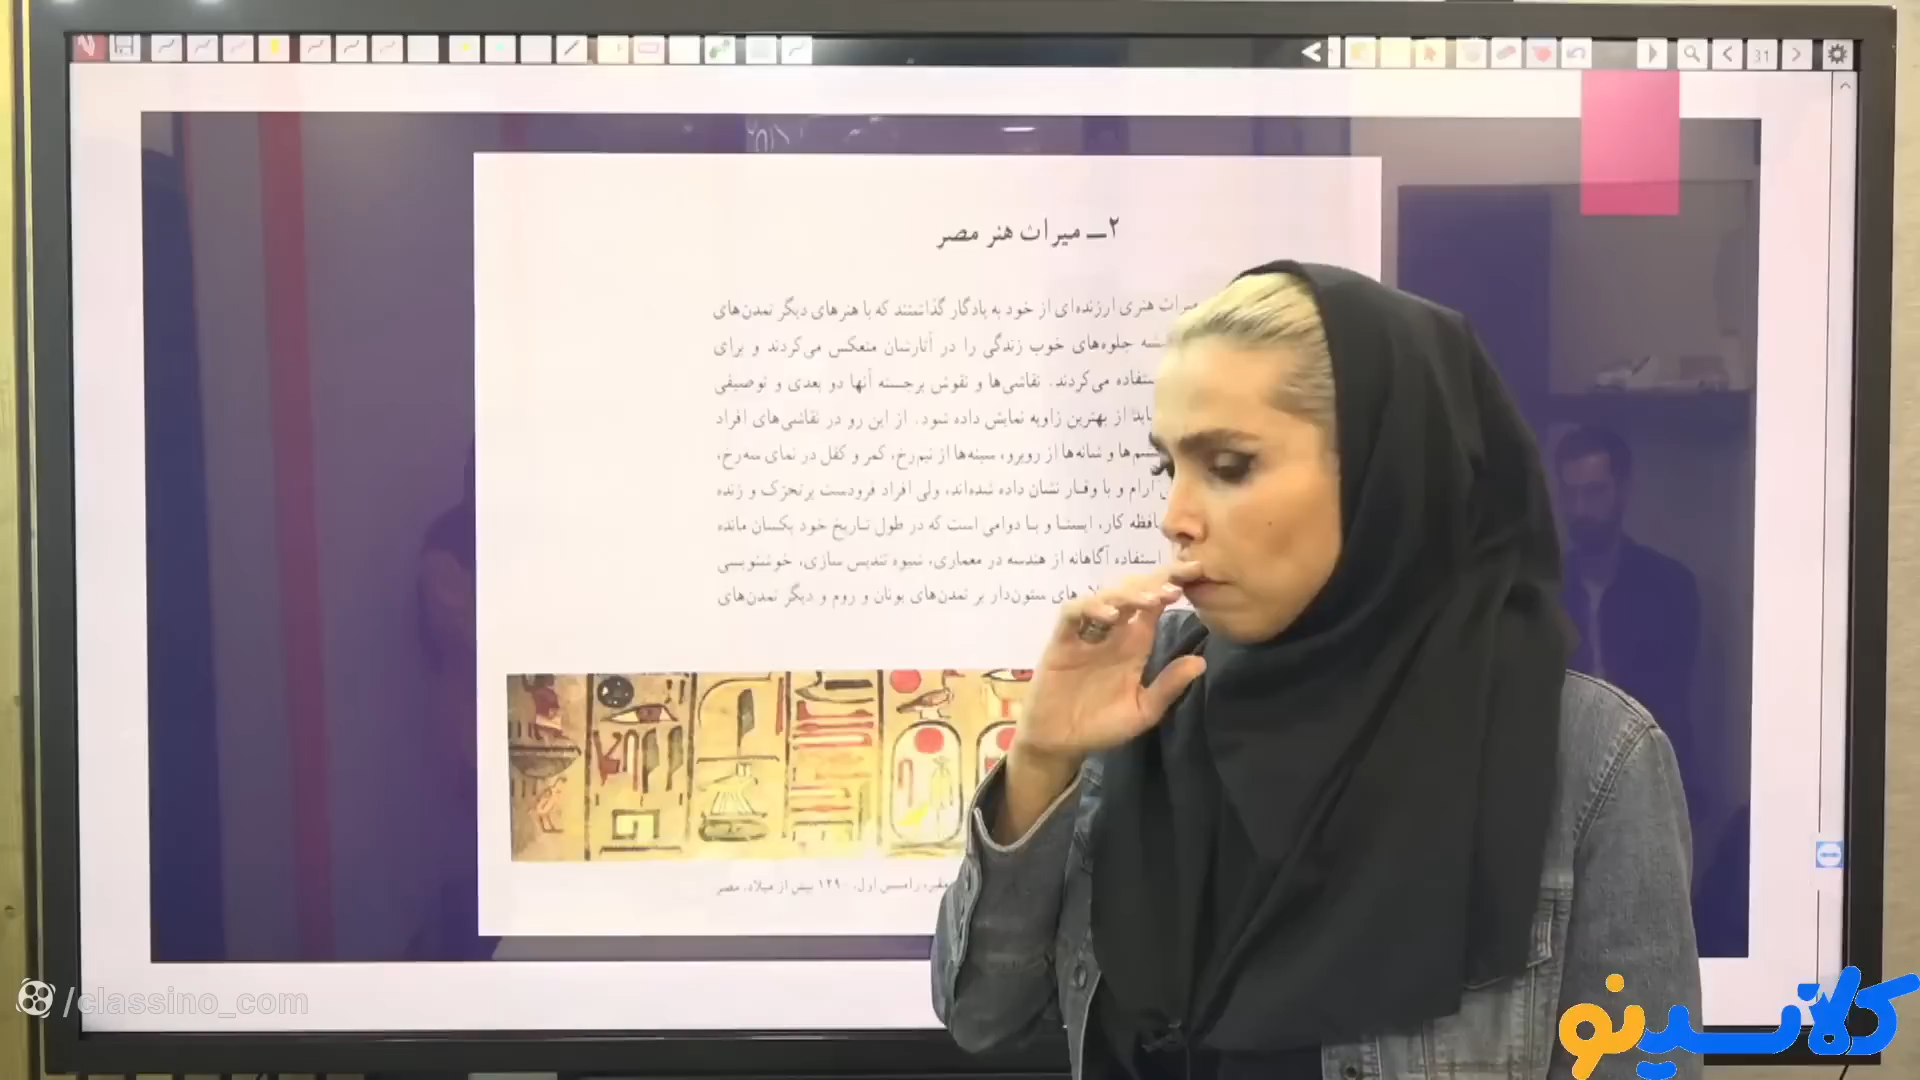 31
۲ــ میراث هنر مصر
میراث هنری ارزنده‌ای از خود به یادگار گذاشتند که با هنرهای دیگر تمدن‌های
جلوه‌های خوب زندگی را در آثارشان منعکس می‌کردند و برای
استفاده می‌کردند. نقاشی‌ها و نقوش برجسته آنها دو بعدی و توصیفی
از بهترین زاویه نمایش داده شود. از این رو در نقاشی‌های افراد
و شانه‌ها از روبرو، سینه‌ها از نیم‌رخ، کمر و کفل در نمای سه‌رخ،
آرام و با وقار نشان داده شده‌اند، ولی افراد فرودست پرتحرک و زنده
کار، ایستا و با دوامی است که در طول تاریخ خود یکسان مانده
استفاده آگاهانه از هندسه در معماری، شیوه تندیس سازی، خوشنویسی
های ستون‌دار بر تمدن‌های یونان و روم و دیگر تمدن‌های
مقبره رامسس اول، ۱۲۹۰ پیش از میلاد، مصر
/classino_com
کلاسینو